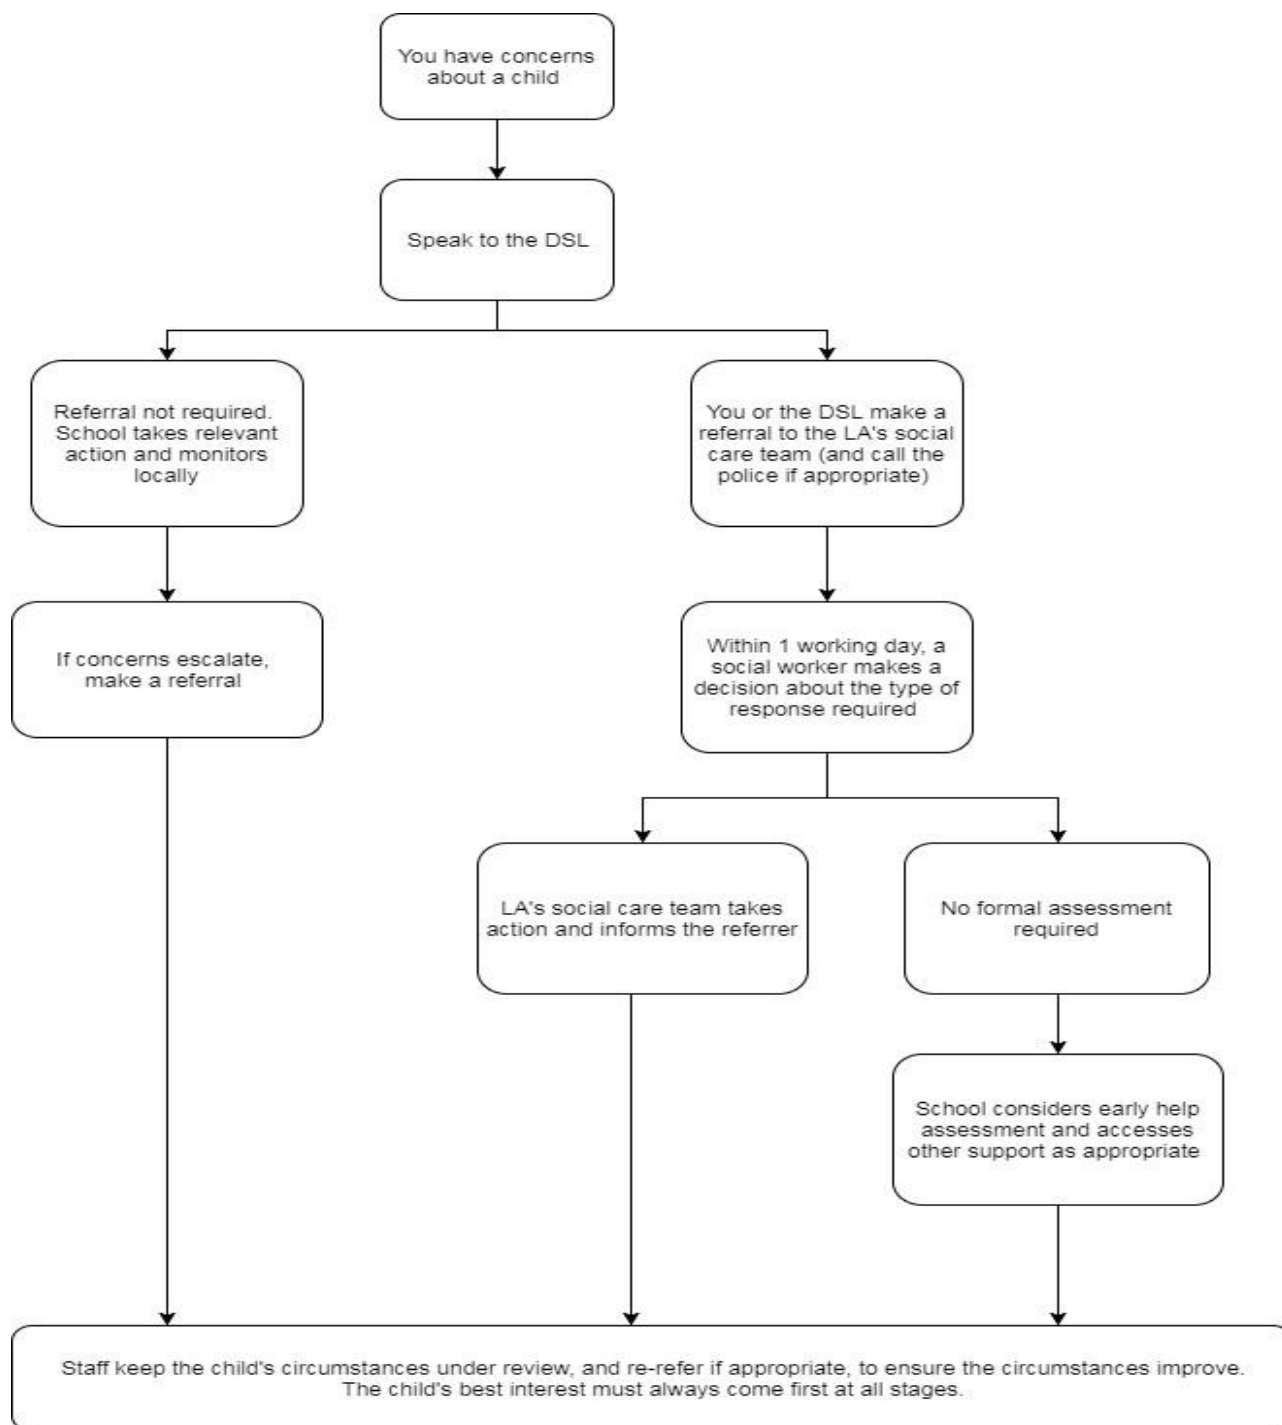 You have concerns
about a child
Speak to the DSL
Referral not required.
School takes relevant
action and monitors
locally
You or the DSL make a
referral to the LA's social
care team (and call the
police if appropriate)
If concerns escalate,
make a referral
Within 1 working day, a
social worker makes a
decision about the type of
response required
LA's social care team takes
action and informs the referrer
No formal assessment
required
School considers early help
assessment and accesses
other support as appropriate
Staff keep the child's circumstances under review, and re-refer if appropriate, to ensure the circumstances improve.
The child's best interest must always come first at all stages.